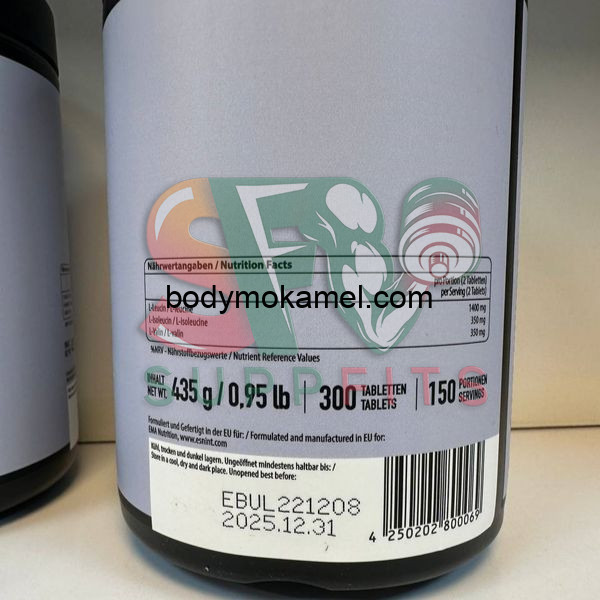 Nährwertangaben / Nutrition Facts
pro Portion (2 Tabletten)
per Serving (2 Tablets)
bodymokamel.com
L-Leucin / L-leucine 1400 mg
L-Isoleucin / L-isoleucine 350 mg
L-Valin / L-valin 350 mg
%NRV - Nährstoffbezugswerte / Nutrient Reference Values
INHALT
NET WT. 435 g / 0,95 lb | 300 TABLETTEN TABLETS | 150 PORTIONEN SERVINGS
SUPPFITS
Formuliert und Gefertigt in der EU für: / Formulated and manufactured in EU for:
EMA Nutrition, www.esnint.com
Kühl, trocken und dunkel lagern. Ungeöffnet mindestens haltbar bis: /
Store in a cool, dry and dark place. Unopened best before:
EBUL221208
2025.12.31
4 250202 800069